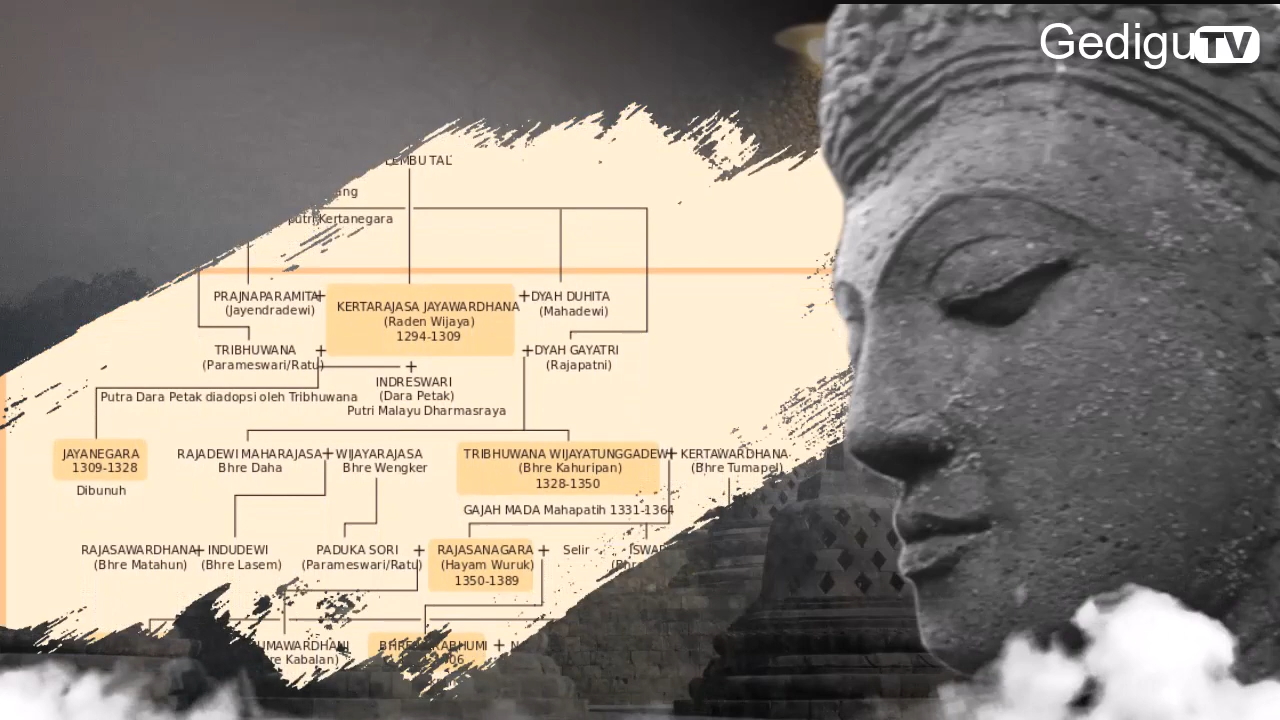 Gedigu TV
LEMBU TAL
putri Kertanegara
PRAJNAPARAMITA + KERTARAJASA JAYAWARDHANA + DYAH DUHITA
(Jayendradewi) (Raden Wijaya) (Mahadewi)
1294-1309
TRIBHUWANA + + DYAH GAYATRI
(Parameswari/Ratu) + (Rajapatni)
INDRESWARI
Putra Dara Petak diadopsi oleh Tribhuwana (Dara Petak)
Putri Malayu Dharmasraya
JAYANEGARA RAJADEWI MAHARAJASA + WIJAYARAJASA TRIBHUWANA WIJAYATUNGGADEWI + KERTAWARDHANA
1309-1328 Bhre Daha Bhre Wengker (Bhre Kahuripan) (Bhre Tumapel)
1328-1350
Dibunuh
GAJAH MADA Mahapatih 1331-1364
RAJASAWARDHANA + INDUDEWI PADUKA SORI + RAJASANAGARA + Selir
(Bhre Matahun) (Bhre Lasem) (Parameswari/Ratu) (Hayam Wuruk)
1350-1389
+
Kabalan)